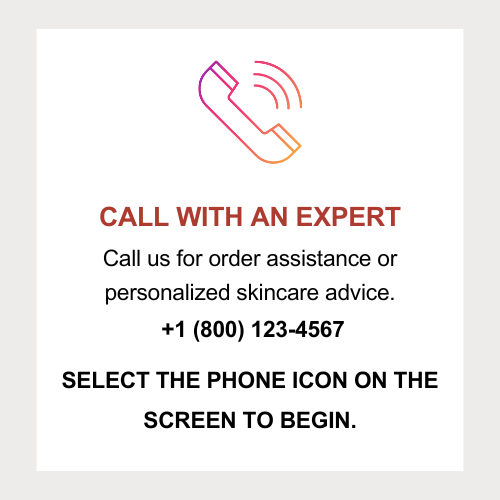 CALL WITH AN EXPERT
Call us for order assistance or
personalized skincare advice.
+1 (800) 123-4567
SELECT THE PHONE ICON ON THE
SCREEN TO BEGIN.